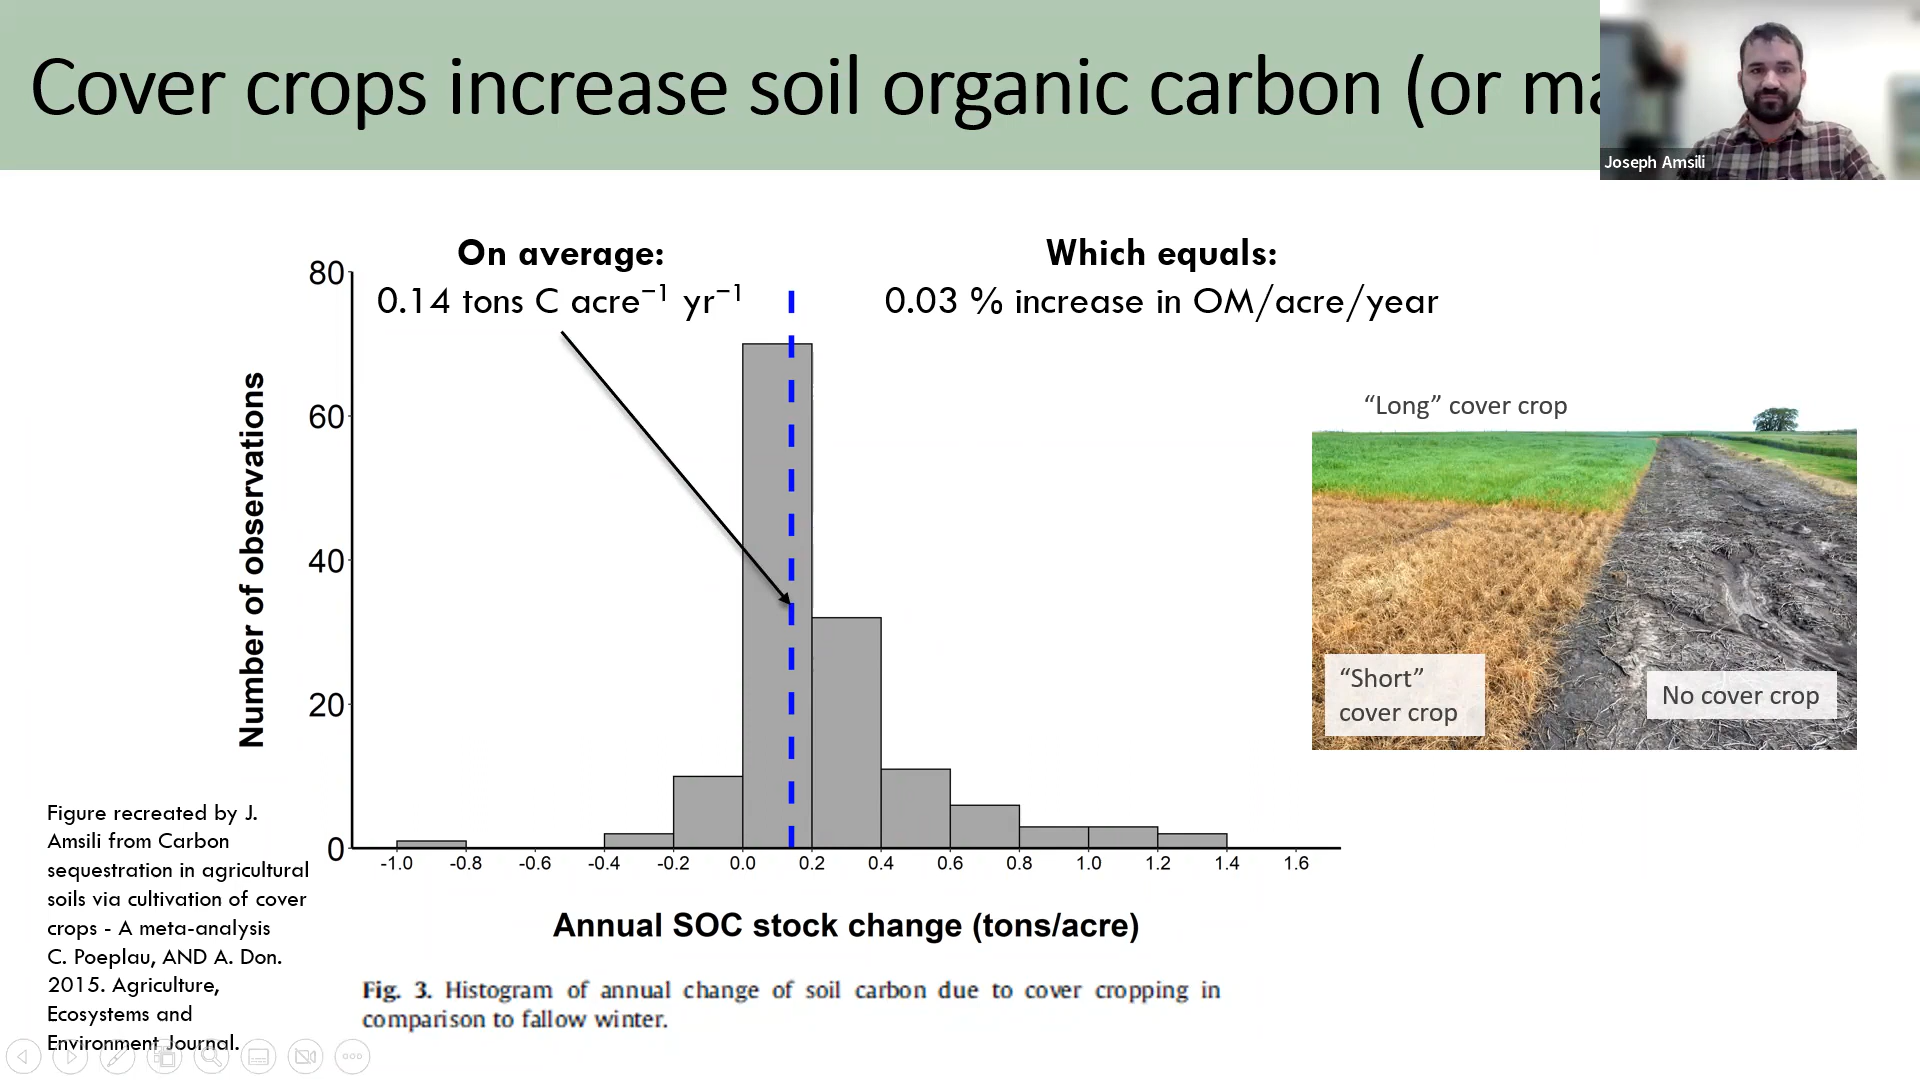 Cover crops increase soil organic carbon (or
Joseph Amsili
On average:
0.14 tons C acre⁻¹ yr⁻¹
Which equals:
0.03 % increase in OM/acre/year
Number of observations
80
60
40
20
0
-1.0 -0.8 -0.6 -0.4 -0.2 0.0 0.2 0.4 0.6 0.8 1.0 1.2 1.4 1.6
Annual SOC stock change (tons/acre)
“Long” cover crop
“Short”
cover crop
No cover crop
Figure recreated by J.
Amsili from Carbon
sequestration in agricultural
soils via cultivation of cover
crops - A meta-analysis
C. Poeplau, AND A. Don.
2015. Agriculture,
Ecosystems and
Environment Journal.
Fig. 3. Histogram of annual change of soil carbon due to cover cropping in
comparison to fallow winter.